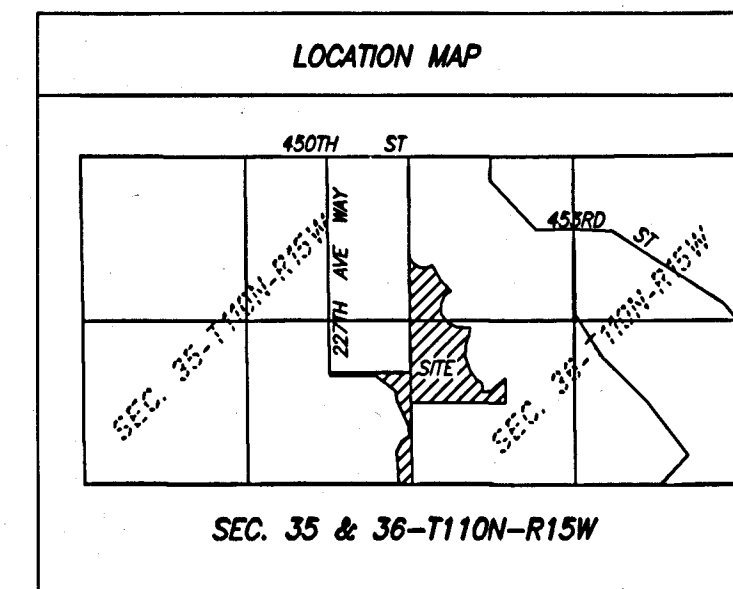 LOCATION MAP
450TH ST
227TH AVE WAY
453RD ST
SEC. 35-T110N-R15W
SITE
SEC. 36-T110N-R15W
SEC. 35 & 36-T110N-R15W